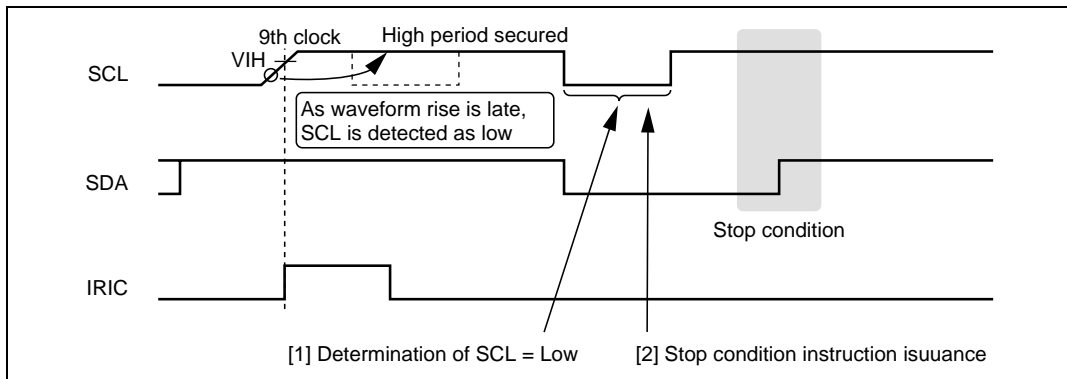 9th clock
High period secured
VIH
SCL
As waveform rise is late,
SCL is detected as low
SDA
Stop condition
IRIC
[1] Determination of SCL = Low
[2] Stop condition instruction isuuance